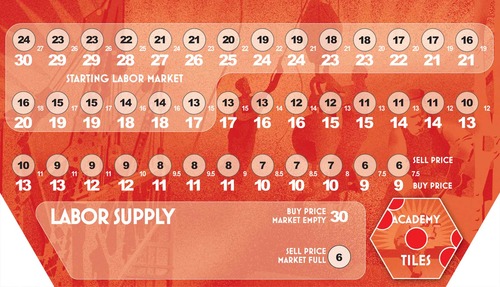 24 23 23 22 21 21 20 19 19 18 18 17 17 16
30 29 29 28 27 26 25 24 24 23 23 22 21 21
STARTING LABOR MARKET
16 15 15 14 14 13 13 12 12 12 11 11 11 10
20 19 19 18 18 17 17 16 16 15 15 14 14 13
10 9 9 9 8 8 8 7 7 7 6 6 SELL PRICE
13 13 12 12 11 11 11 10 10 10 9 9 BUY PRICE
LABOR SUPPLY
BUY PRICE
MARKET EMPTY 30
SELL PRICE
MARKET FULL 6
ACADEMY
TILES